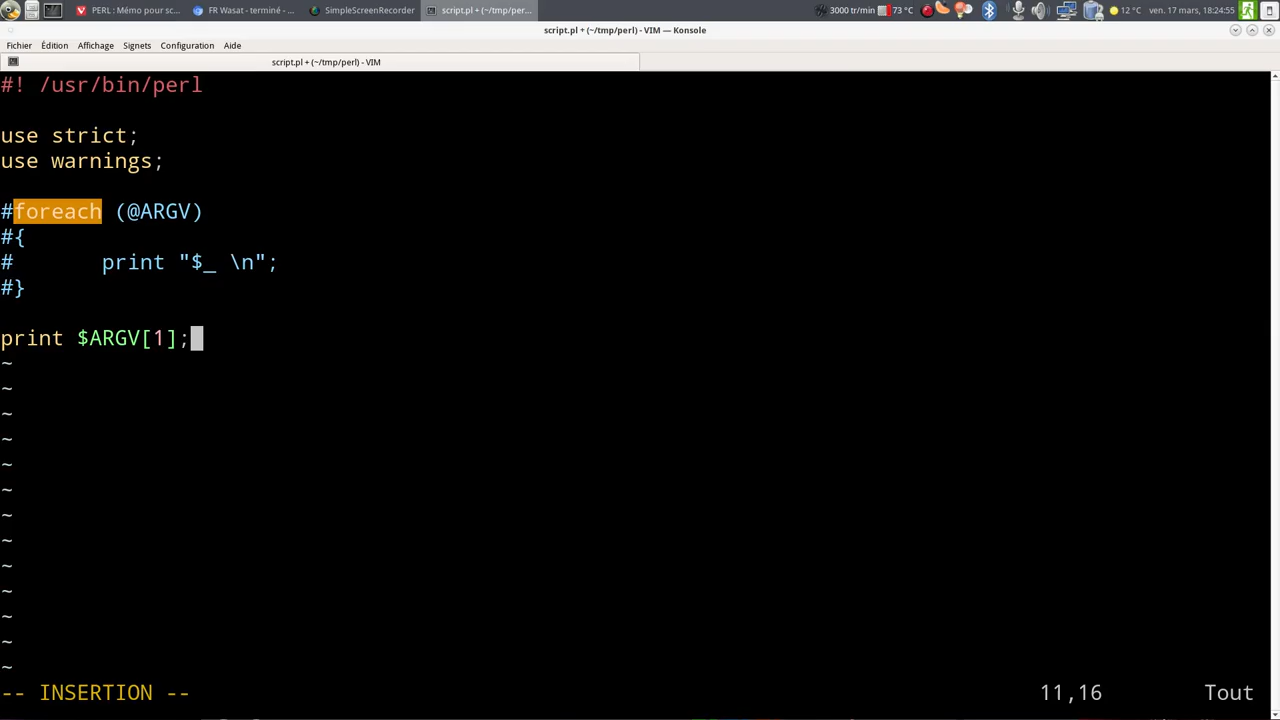 PERL : Mémo pour sc...
FR Wasat - terminé - ...
SimpleScreenRecorder
script.pl + (~/tmp/per...
3000 tr/min
73 °C
12 °C
ven. 17 mars, 18:24:55
script.pl + (~/tmp/perl) - VIM — Konsole
Fichier Édition Affichage Signets Configuration Aide
script.pl + (~/tmp/perl) - VIM
#! /usr/bin/perl
use strict;
use warnings;
#foreach (@ARGV)
#{
#       print "$_ \n";
#}
print $ARGV[1];
~
~
~
~
~
~
~
~
~
~
~
~
~
-- INSERTION -- 11,16 Tout